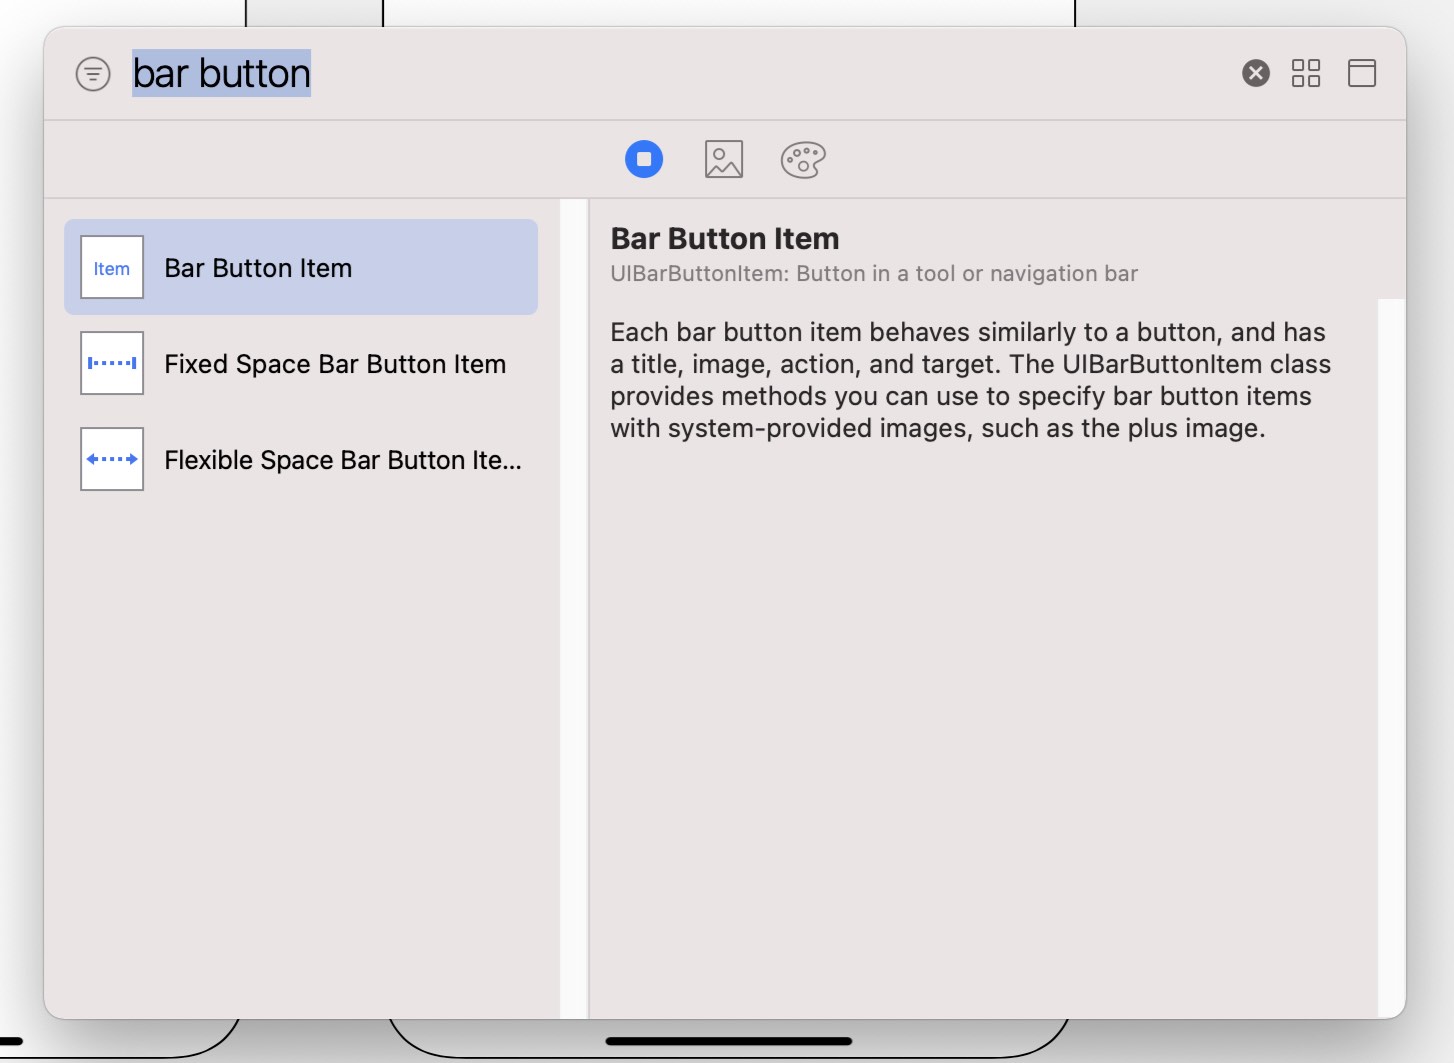 bar button
Item
Bar Button Item
Fixed Space Bar Button Item
Flexible Space Bar Button Ite...
Bar Button Item
UIBarButtonItem: Button in a tool or navigation bar
Each bar button item behaves similarly to a button, and has
a title, image, action, and target. The UIBarButtonItem class
provides methods you can use to specify bar button items
with system-provided images, such as the plus image.